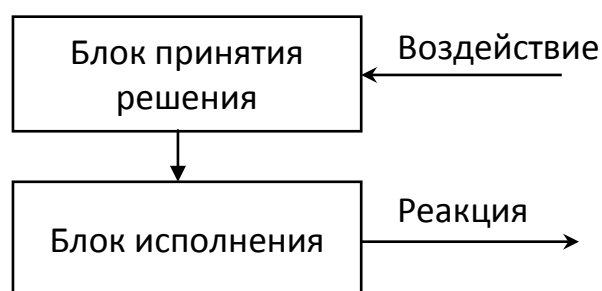 Блок принятия
решения
Воздействие
Блок исполнения
Реакция